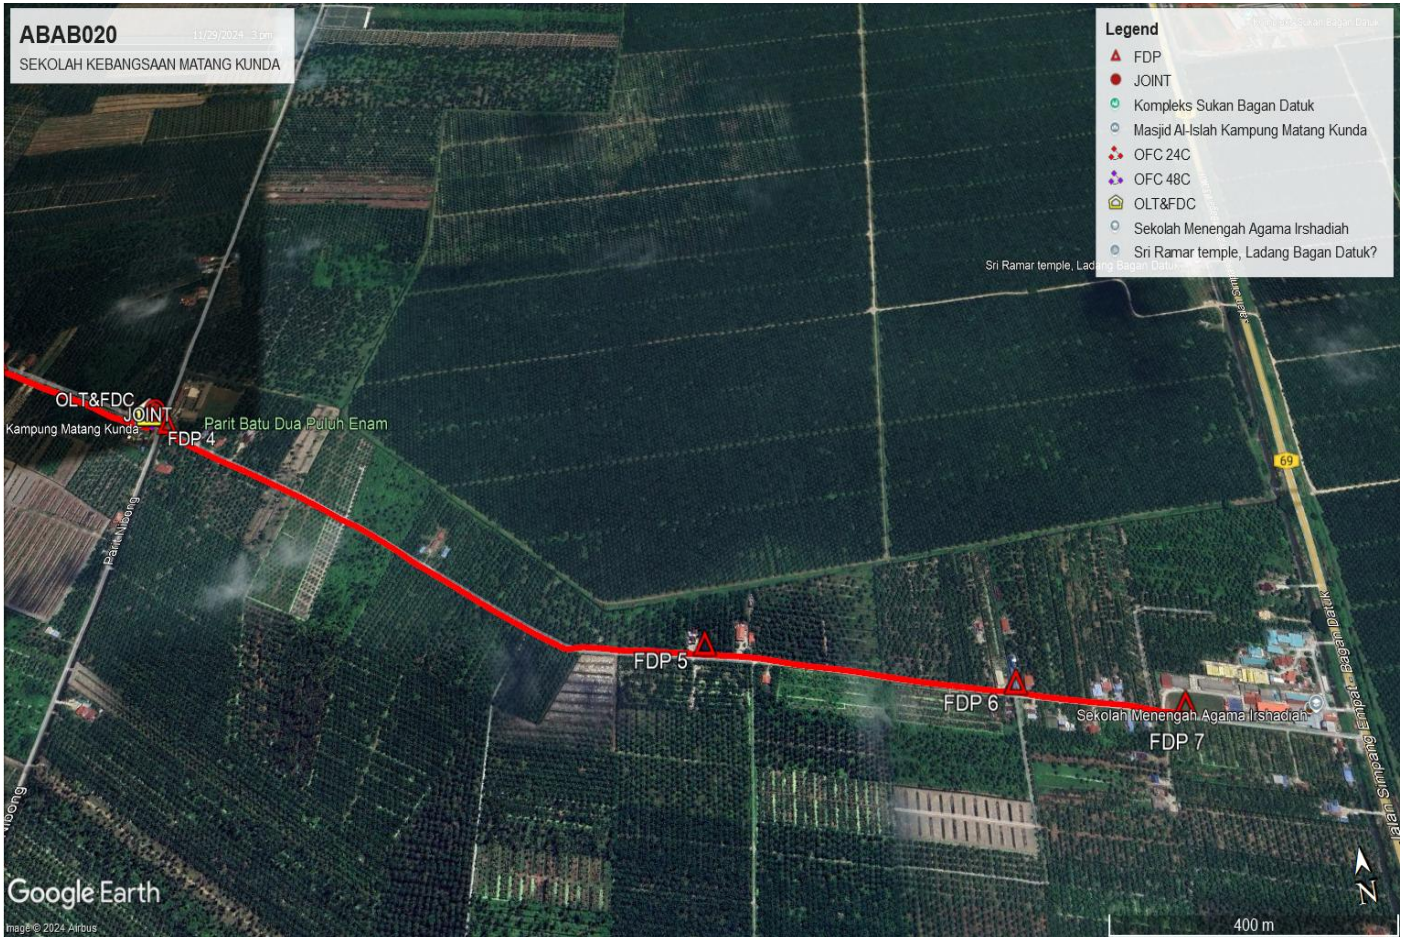 ABAB020
11/29/2024 3 pm
SEKOLAH KEBANGSAAN MATANG KUNDA
Legend
FDP
JOINT
Kompleks Sukan Bagan Datuk
Masjid Al-Islah Kampung Matang Kunda
OFC 24C
OFC 48C
OLT&FDC
Sekolah Menengah Agama Irshadiah
Sri Ramar temple, Ladang Bagan Datuk?
Sukan Bagan Datuk
Sri Ramar temple, Ladang Bagan Datuk
OLT&FDC
JOINT
Kampung Matang Kunda
FDP 4
Parit Batu Dua Puluh Enam
69
Parit Nibong
FDP 5
FDP 6
Sekolah Menengah Agama Irshadiah
FDP 7
Jalan Simpang Empat - Bagan Datuk
Nibong
Google Earth
Image © 2024 Airbus
N
400 m